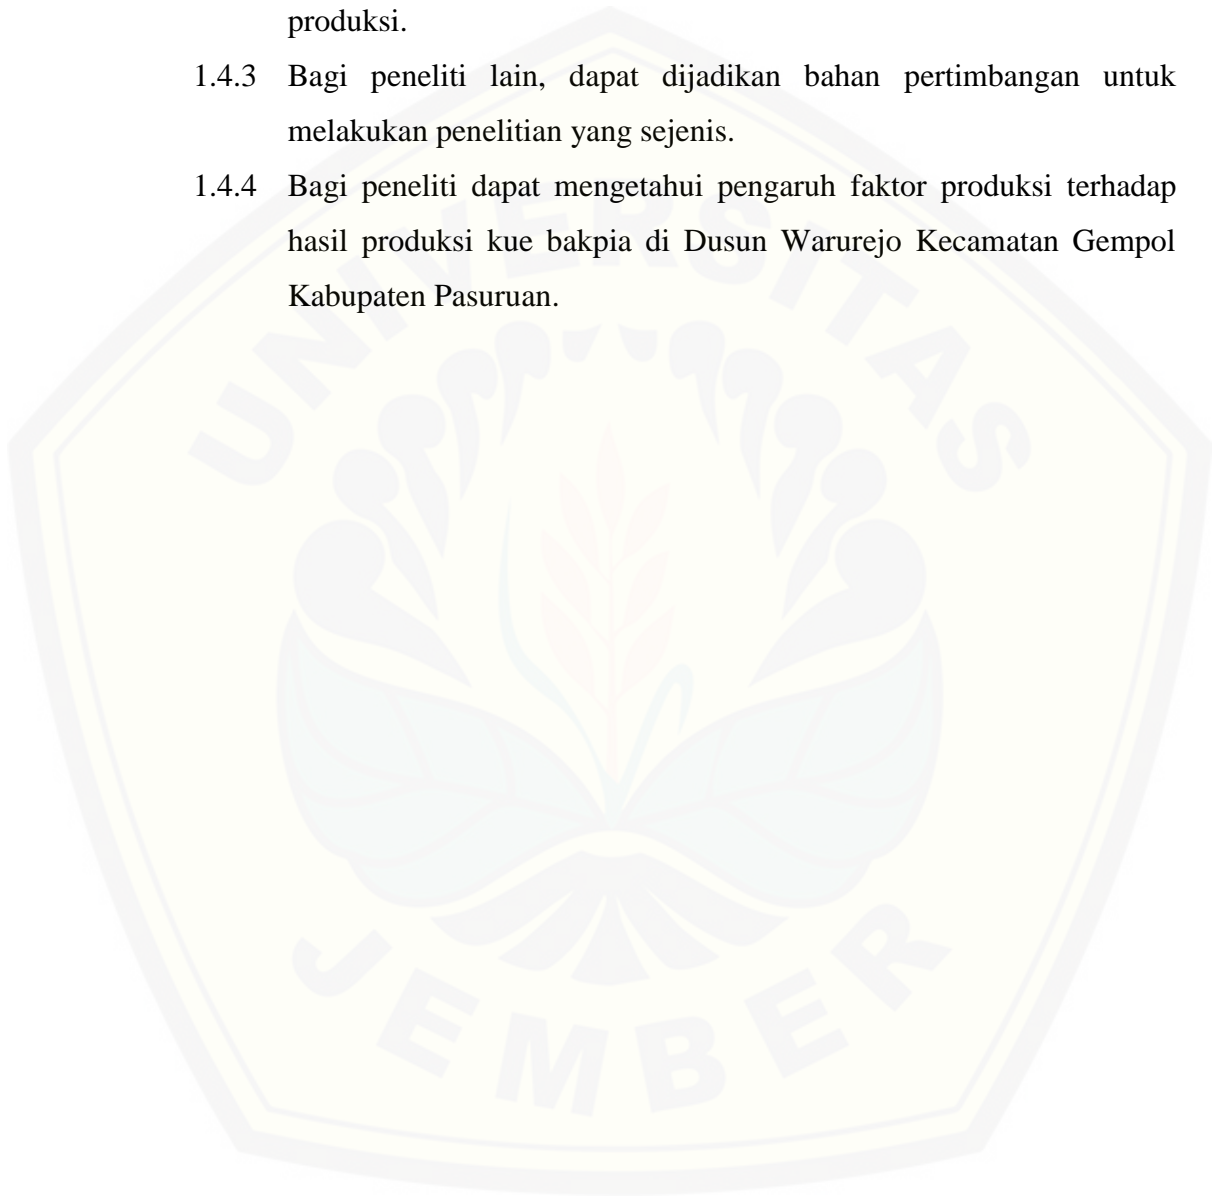 produksi.
1.4.3 Bagi peneliti lain, dapat dijadikan bahan pertimbangan untuk
melakukan penelitian yang sejenis.
1.4.4 Bagi peneliti dapat mengetahui pengaruh faktor produksi terhadap
hasil produksi kue bakpia di Dusun Warurejo Kecamatan Gempol
Kabupaten Pasuruan.
UNIVERSITAS
JEMBER